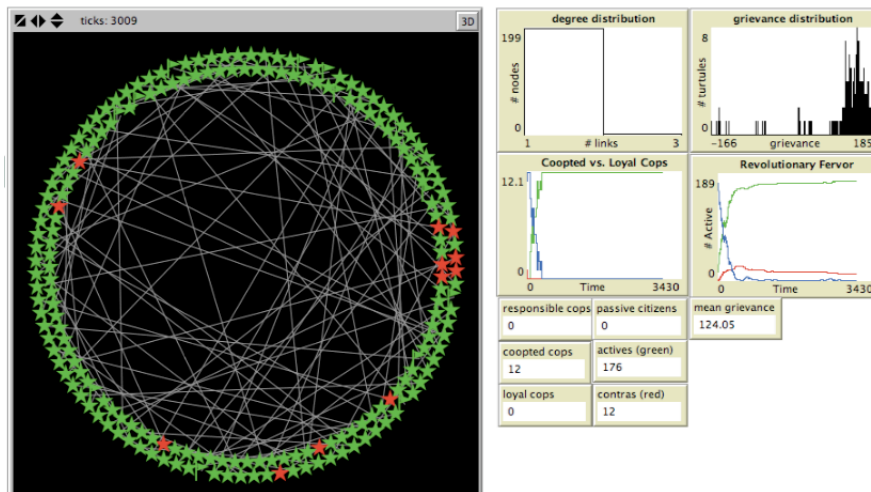 ticks: 3009
3D
degree distribution
199
# nodes
0
1
# links
3
grievance distribution
8
# turtules
0
-166
grievance
185
Coopted vs. Loyal Cops
12.1
0
0
Time
3430
Revolutionary Fervor
189
# Active
0
0
Time
3430
responsible cops
0
passive citizens
0
mean grievance
124.05
coopted cops
12
actives (green)
176
loyal cops
0
contras (red)
12